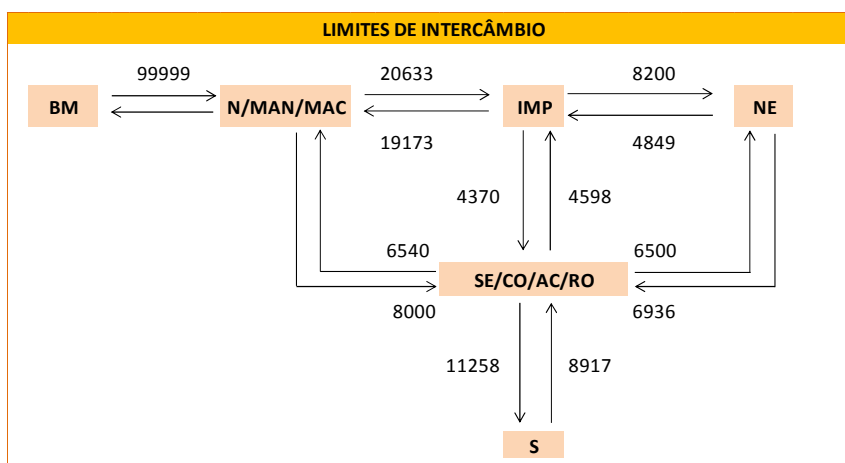 LIMITES DE INTERCÂMBIO
99999 20633 8200
BM N/MAN/MAC IMP NE
19173 4849
4370 4598
6540 6500
SE/CO/AC/RO
8000 6936
11258 8917
S